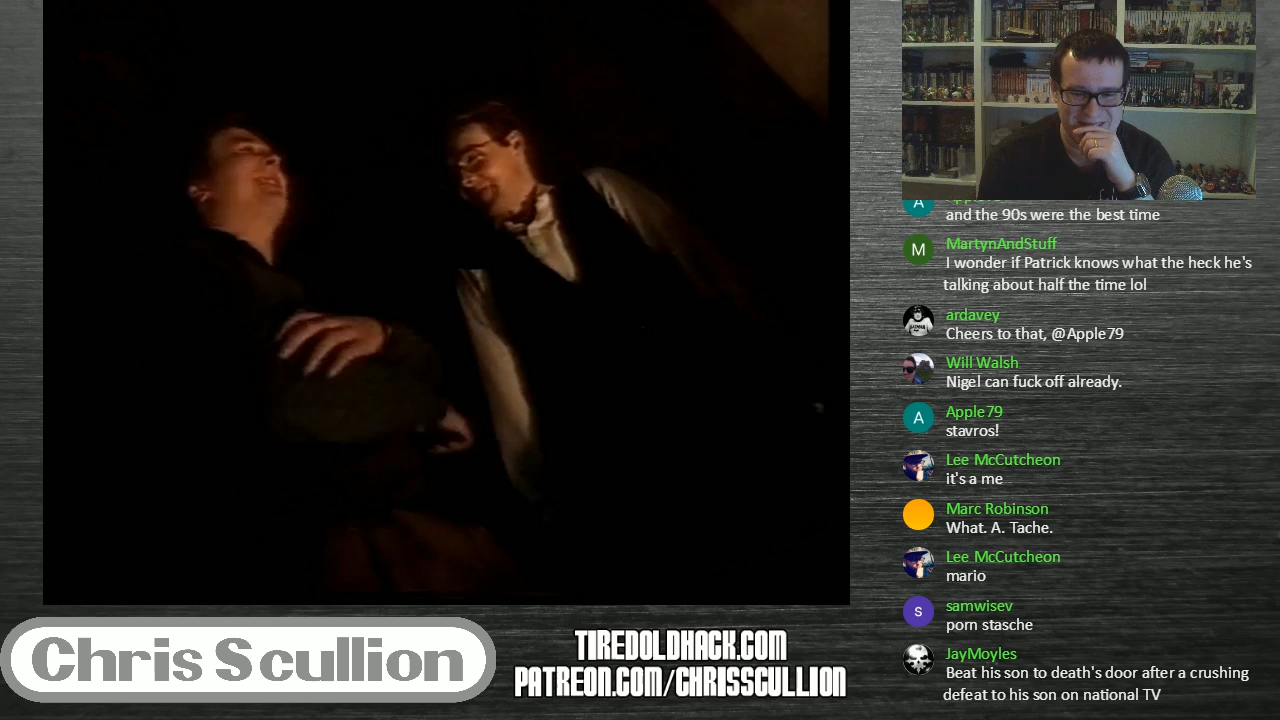 and the 90s were the best time
MartynAndStuff
I wonder if Patrick knows what the heck he's
talking about half the time lol
ardavey
Cheers to that, @Apple79
Will Walsh
Nigel can fuck off already.
Apple79
stavros!
Lee McCutcheon
it's a me
Marc Robinson
What. A. Tache.
Lee McCutcheon
mario
samwisev
porn stasche
JayMoyles
Beat his son to death's door after a crushing
defeat to his son on national TV
A
M
A
S
Chris Scullion
TIREDOLDHACK.COM
PATREON.COM/CHRISSCULLION